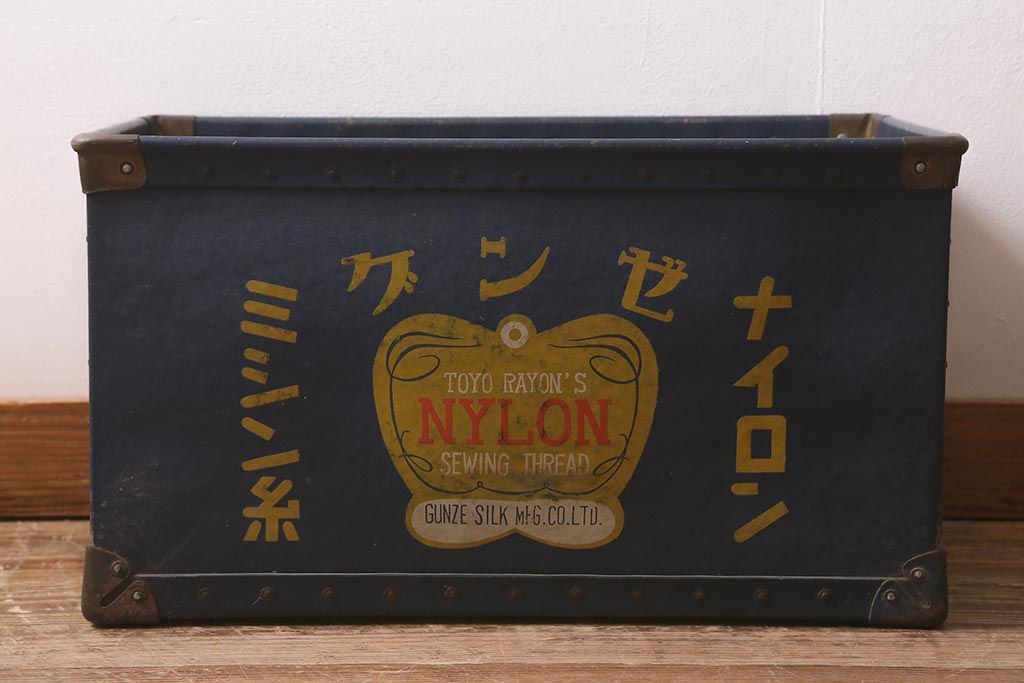 グンゼ
ナイロン
ミシン糸
TOYO RAYON'S
NYLON
SEWING THREAD
GUNZE SILK MFG.CO.LTD.